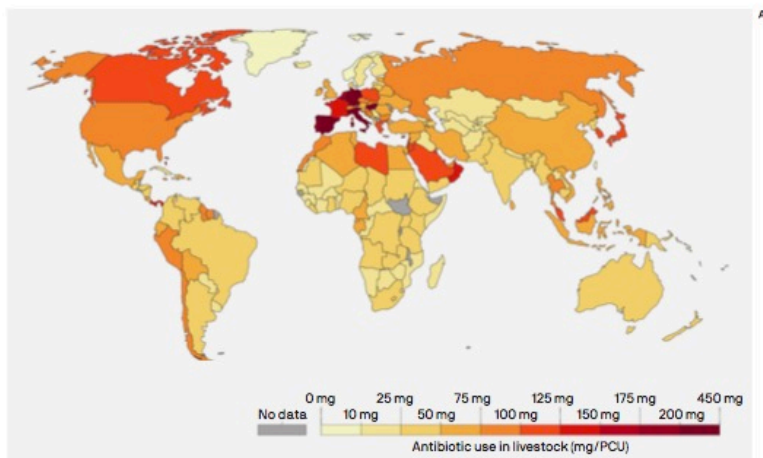 A
0 mg 25 mg 75 mg 125 mg 175 mg 450 mg
No data 10 mg 50 mg 100 mg 150 mg 200 mg
Antibiotic use in livestock (mg/PCU)